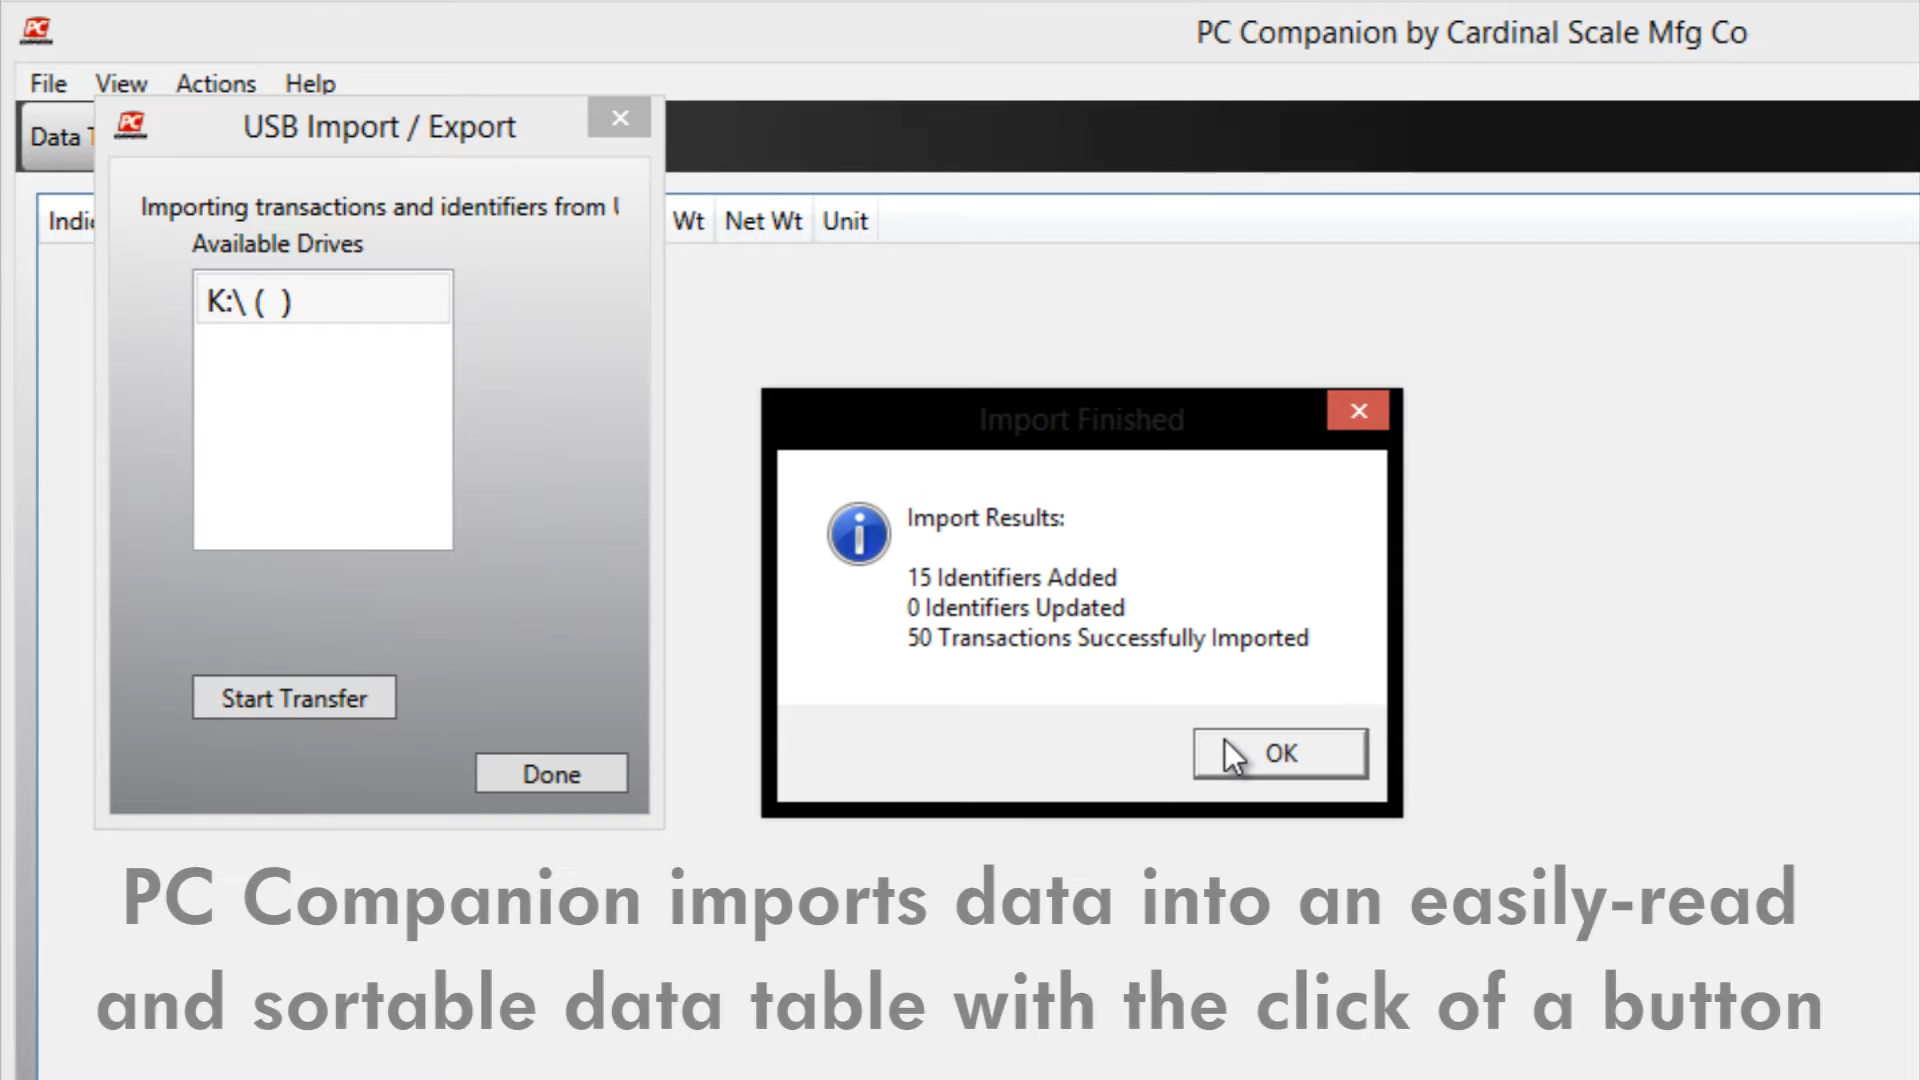 PC
PC Companion by Cardinal Scale Mfg Co
File View Actions Help
PC
USB Import / Export
Data
Importing transactions and identifiers from
Wt Net Wt Unit
Available Drives
K:\ ( )
Import Finished
Import Results:
15 Identifiers Added
0 Identifiers Updated
50 Transactions Successfully Imported
Start Transfer
OK
Done
PC Companion imports data into an easily-read
and sortable data table with the click of a button